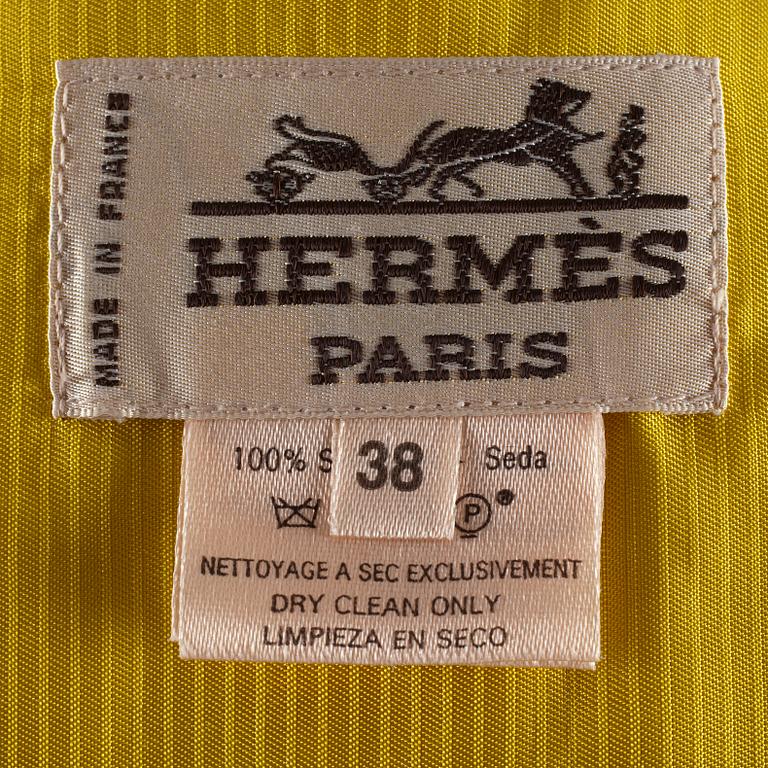 MADE IN FRANCE
HERMÈS
PARIS
100% S 38 - Seda
P
NETTOYAGE A SEC EXCLUSIVEMENT
DRY CLEAN ONLY
LIMPIEZA EN SECO